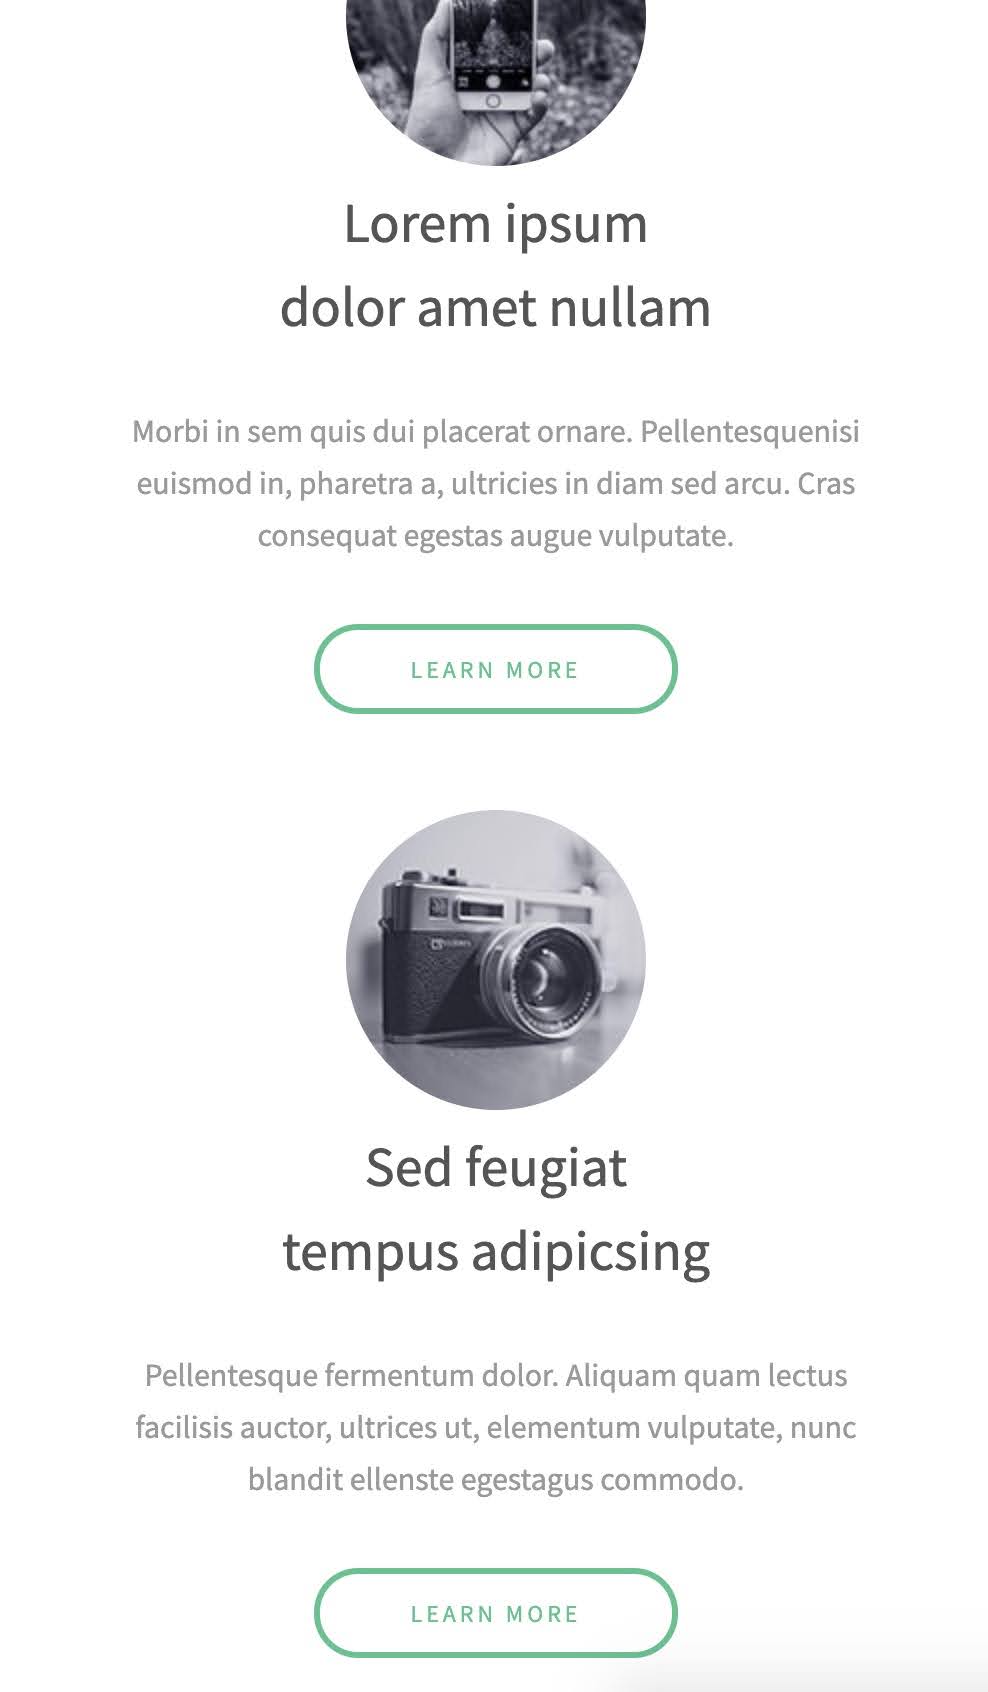 Lorem ipsum
dolor amet nullam
Morbi in sem quis dui placerat ornare. Pellentesquenisi
euismod in, pharetra a, ultricies in diam sed arcu. Cras
consequat egestas augue vulputate.
LEARN MORE
Sed feugiat
tempus adipicsing
Pellentesque fermentum dolor. Aliquam quam lectus
facilisis auctor, ultrices ut, elementum vulputate, nunc
blandit ellenste egestagus commodo.
LEARN MORE